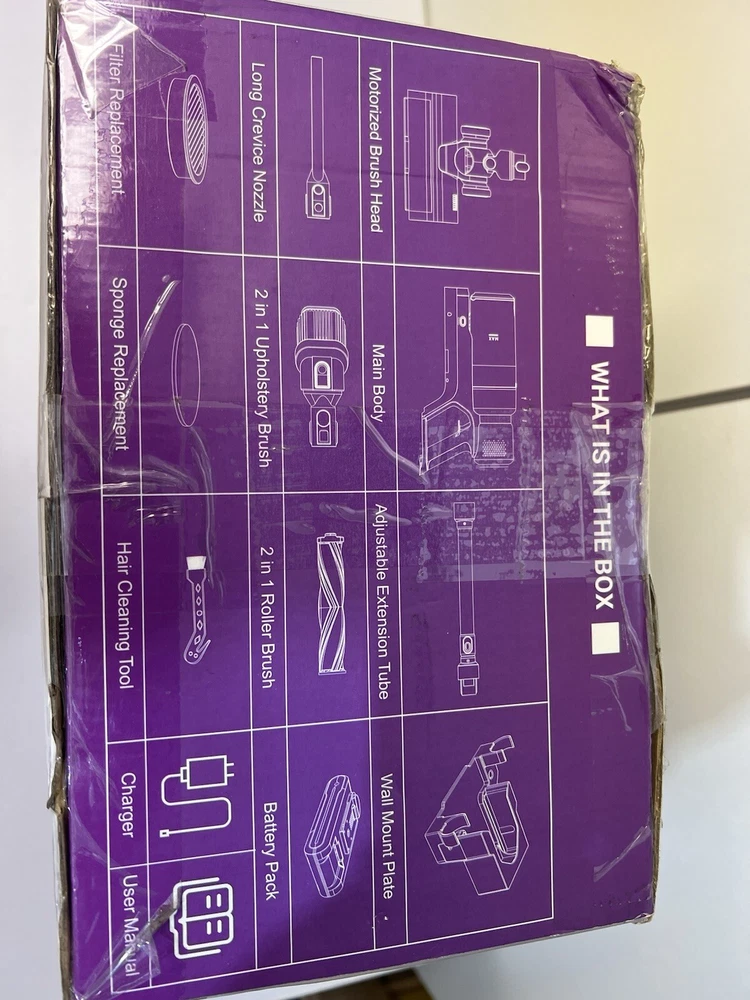 WHAT IS IN THE BOX
Motorized Brush Head
MAX
Main Body
Adjustable Extension Tube
Wall Mount Plate
Long Crevice Nozzle
2 in 1 Upholstery Brush
2 in 1 Roller Brush
Battery Pack
Filter Replacement
Sponge Replacement
Hair Cleaning Tool
Charger
User Manual